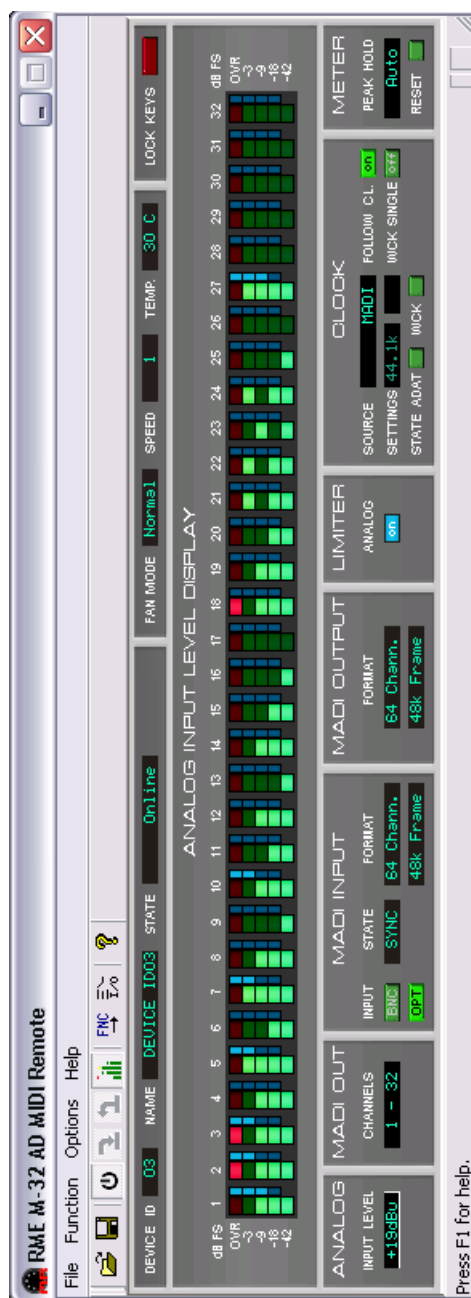 RME M-32 AD MIDI Remote
File Function Options Help
FNC I/O ?
DEVICE ID 03 NAME DEVICE ID03 STATE Online FAN MODE Normal SPEED 1 TEMP. 30 C LOCK KEYS
ANALOG INPUT LEVEL DISPLAY
dB FS 1 2 3 4 5 6 7 8 9 10 11 12 13 14 15 16 17 18 19 20 21 22 23 24 25 26 27 28 29 30 31 32 dB FS
OVR OVR
-3 -3
-9 -9
-18 -18
-42 -42
ANALOG
INPUT LEVEL
+19dBu
MADI OUT
CHANNELS
1 - 32
MADI INPUT
INPUT STATE FORMAT
BNC SYNC 64 Chann.
OPT 48k Frame
MADI OUTPUT
FORMAT
64 Chann.
48k Frame
LIMITER
ANALOG
on
CLOCK
SOURCE MADI FOLLOW CL. on
SETTINGS 44.1k WCK SINGLE off
STATE ADAT WCK
METER
PEAK HOLD
Auto
RESET
Press F1 for help.